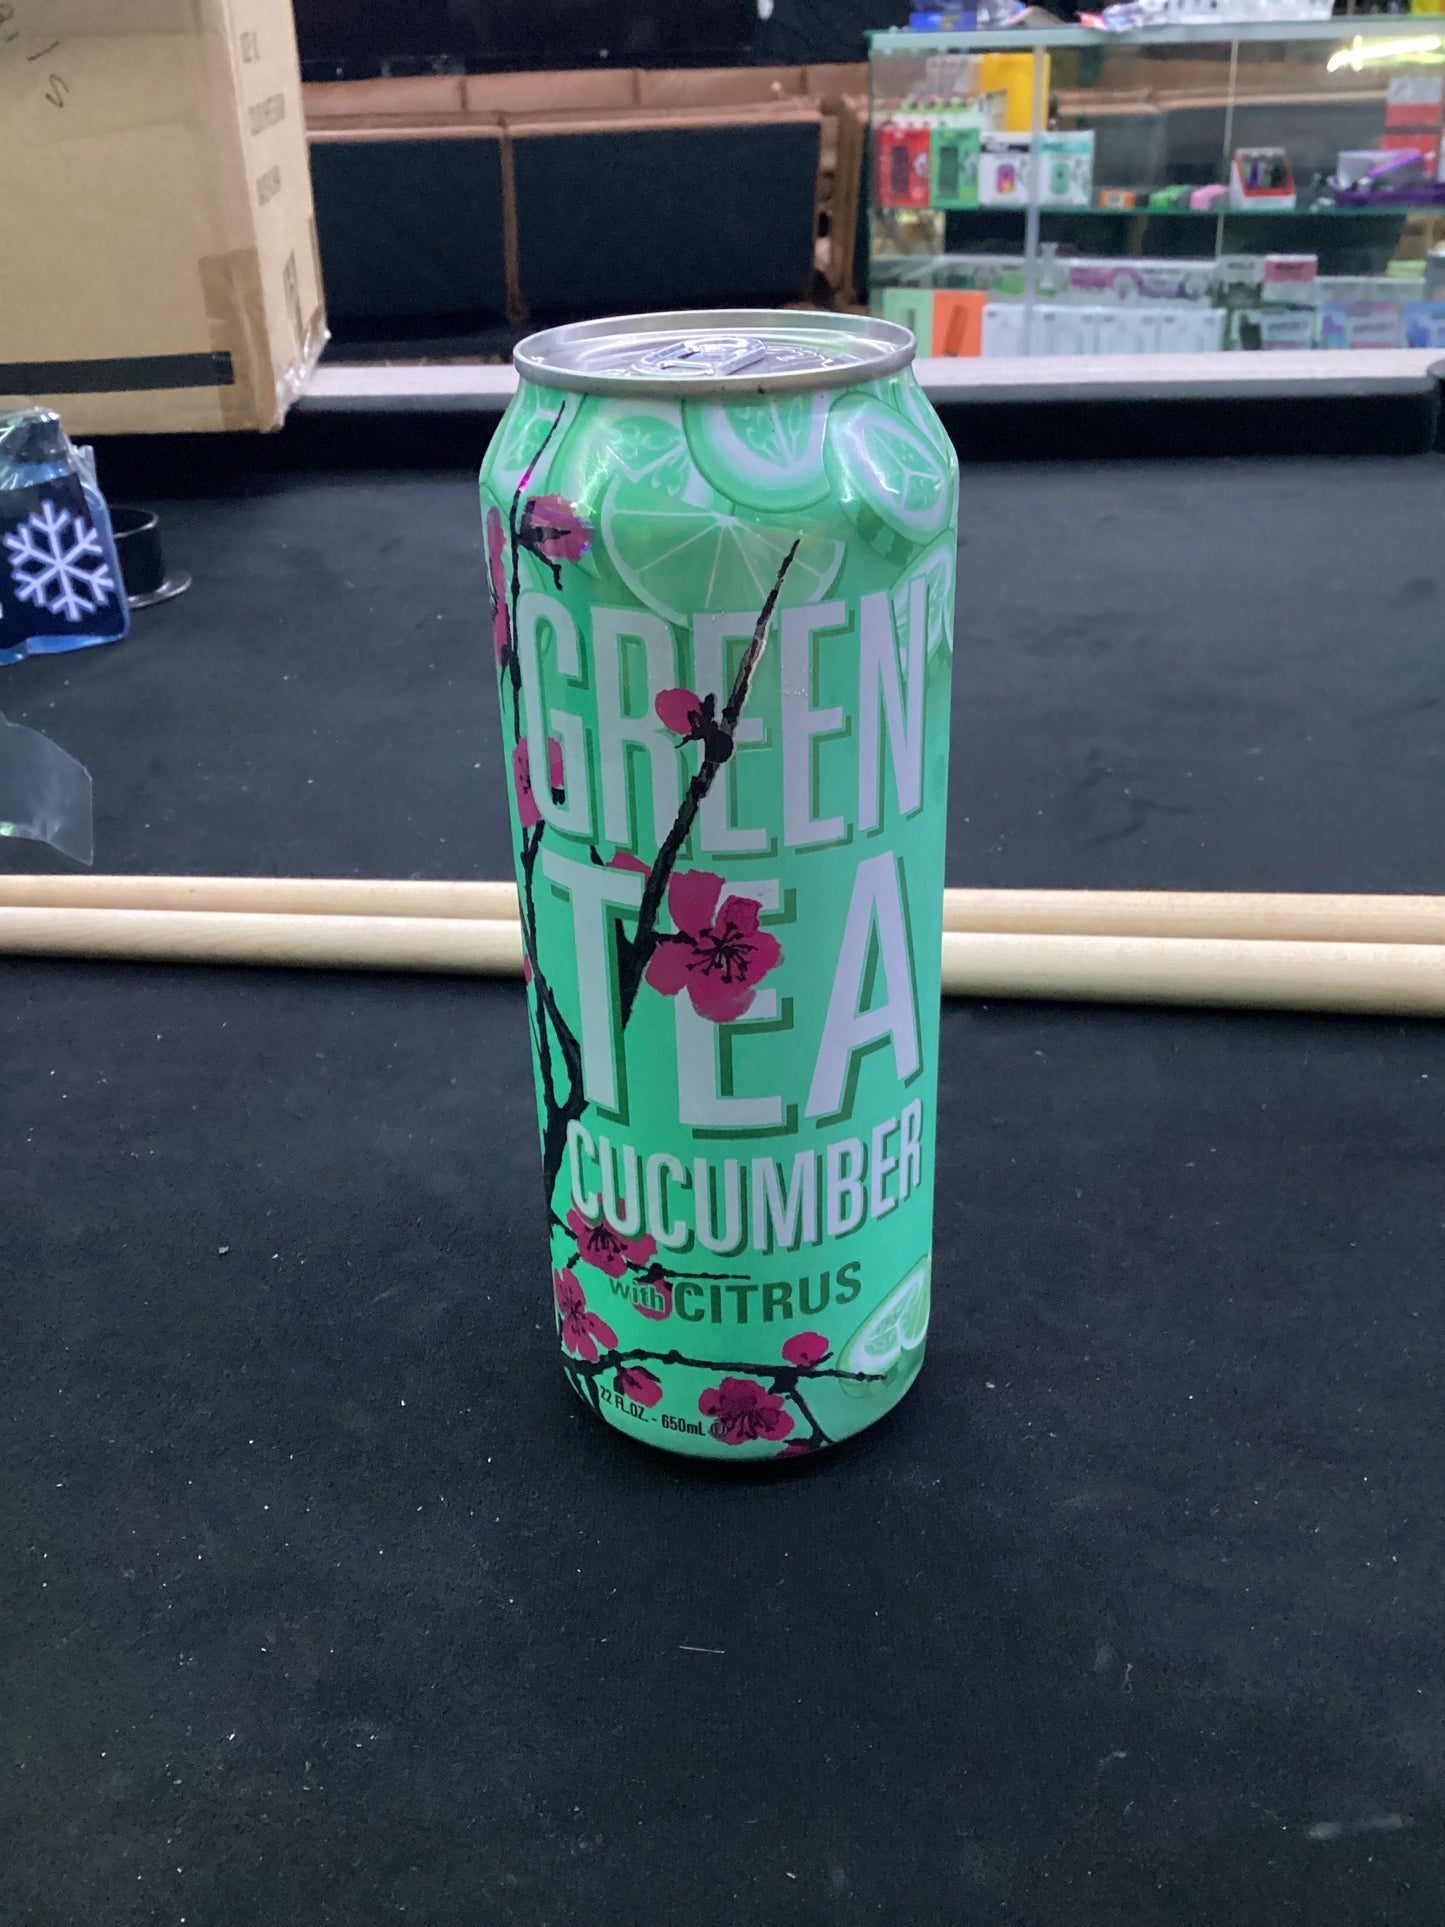 GREEN
TEA
CUCUMBER
with CITRUS
22 FL.OZ. - 650mL